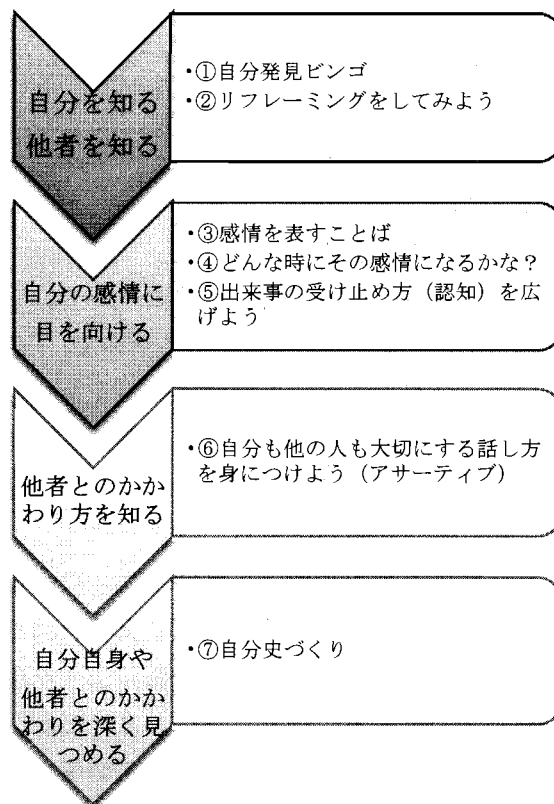 自分を知る
他者を知る
・①自分発見ビンゴ
・②リフレーミングをしてみよう
自分の感情に
目を向ける
・③感情を表すことば
・④どんな時にその感情になるかな？
・⑤出来事の受け止め方（認知）を広
げよう
他者とのかか
わり方を知る
・⑥自分も他の人も大切にする話し方
を身につけよう（アサーティブ）
自分自身や
他者とのかか
わりを深く見
つめる
・⑦自分史づくり